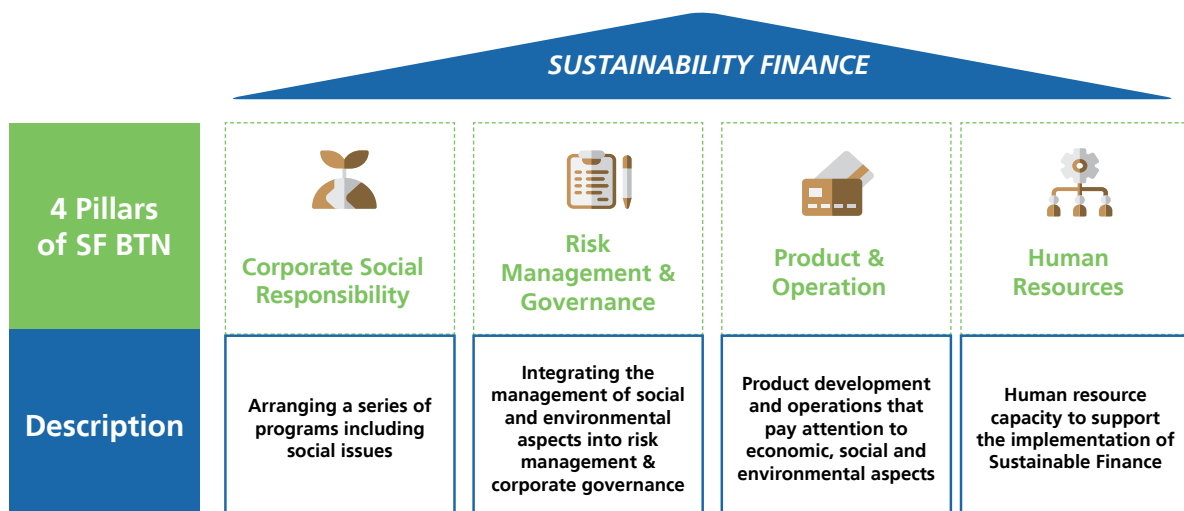 SUSTAINABILITY FINANCE
4 Pillars
of SF BTN
Corporate Social
Responsibility
Risk
Management &
Governance
Product &
Operation
Human
Resources
Description
Arranging a series of
programs including
social issues
Integrating the
management of social
and environmental
aspects into risk
management &
corporate governance
Product development
and operations that
pay attention to
economic, social and
environmental aspects
Human resource
capacity to support
the implementation of
Sustainable Finance